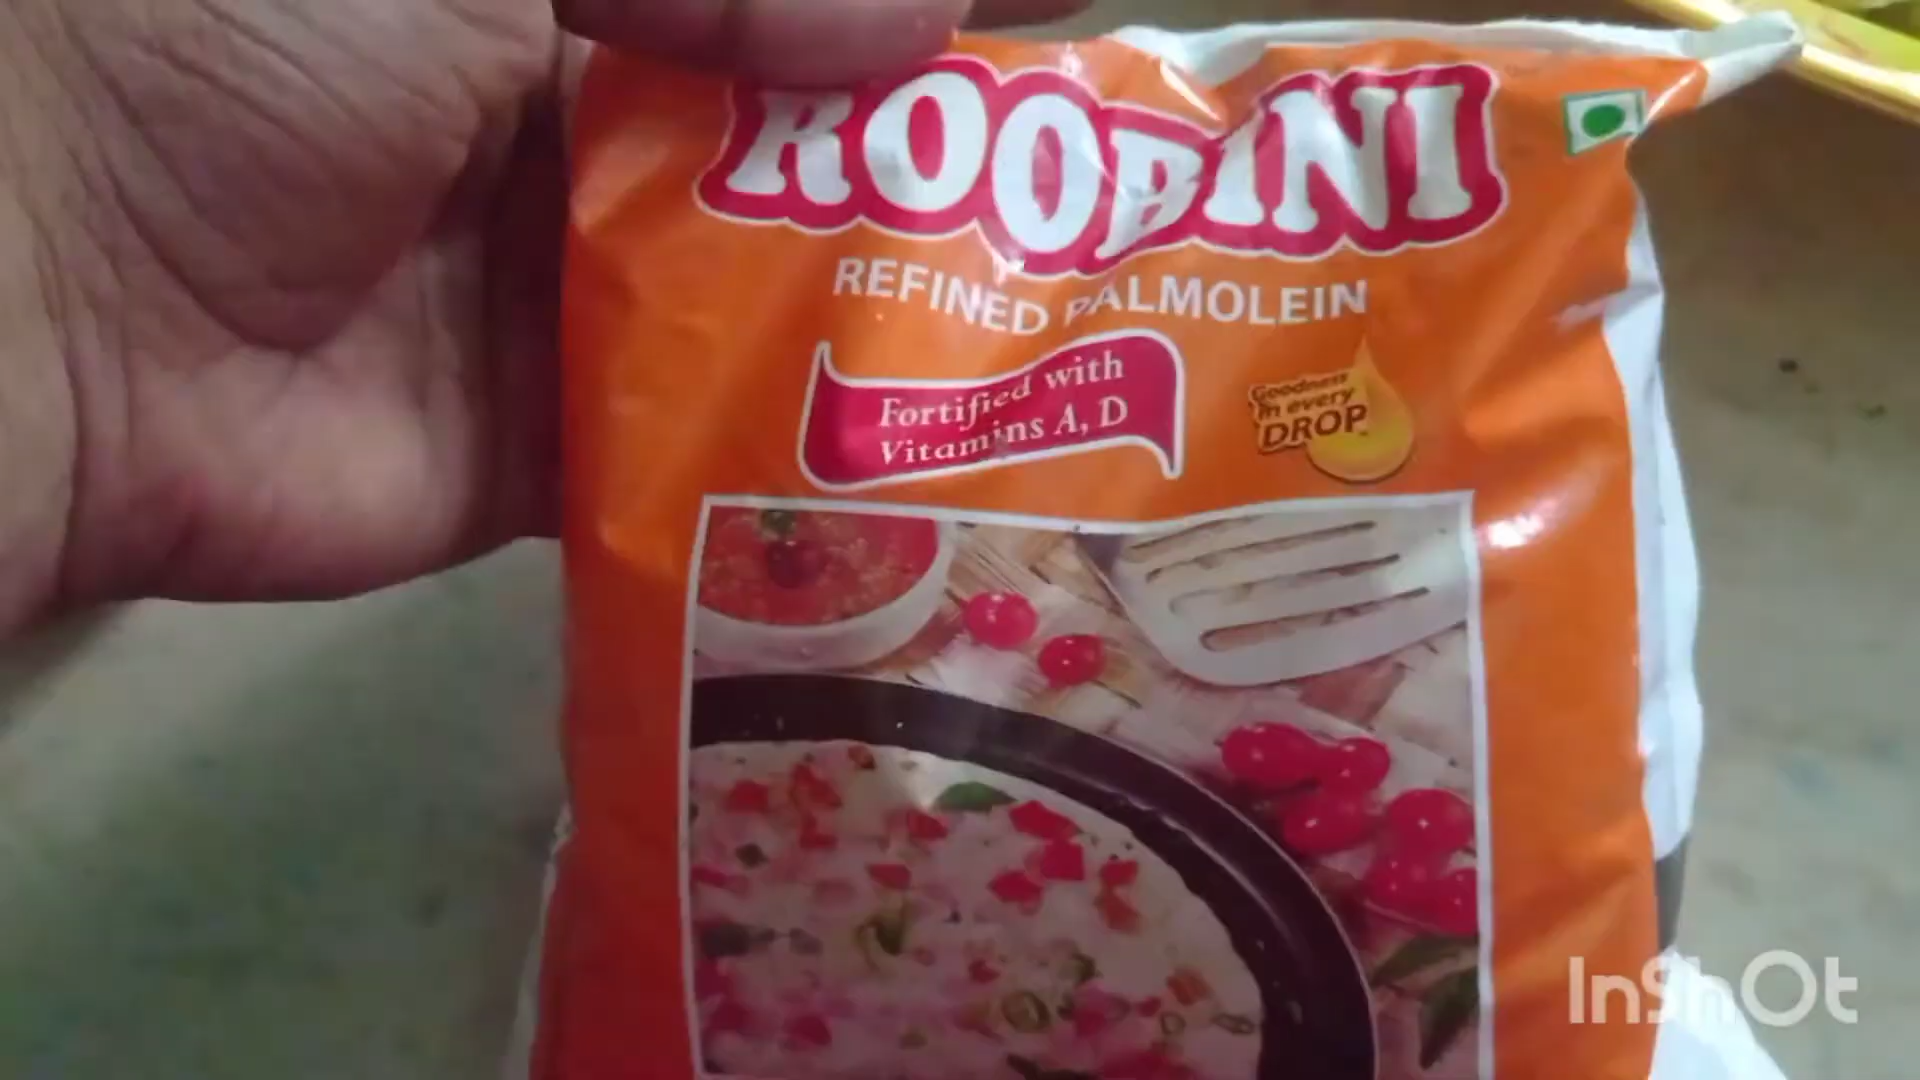 ROOBINI
REFINED PALMOLEIN
Fortified with
Vitamins A, D
Goodness
in every
DROP
InShOt